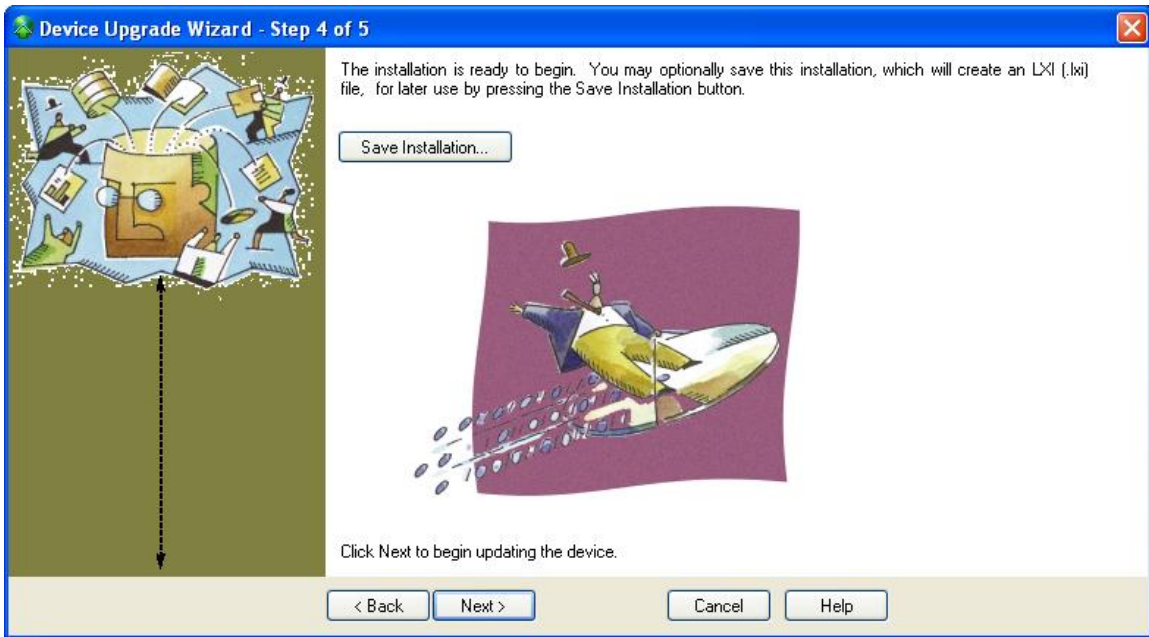 Device Upgrade Wizard - Step 4 of 5
The installation is ready to begin. You may optionally save this installation, which will create an LXI (.lxi)
file, for later use by pressing the Save Installation button.
Save Installation...
Click Next to begin updating the device.
< Back
Next >
Cancel
Help